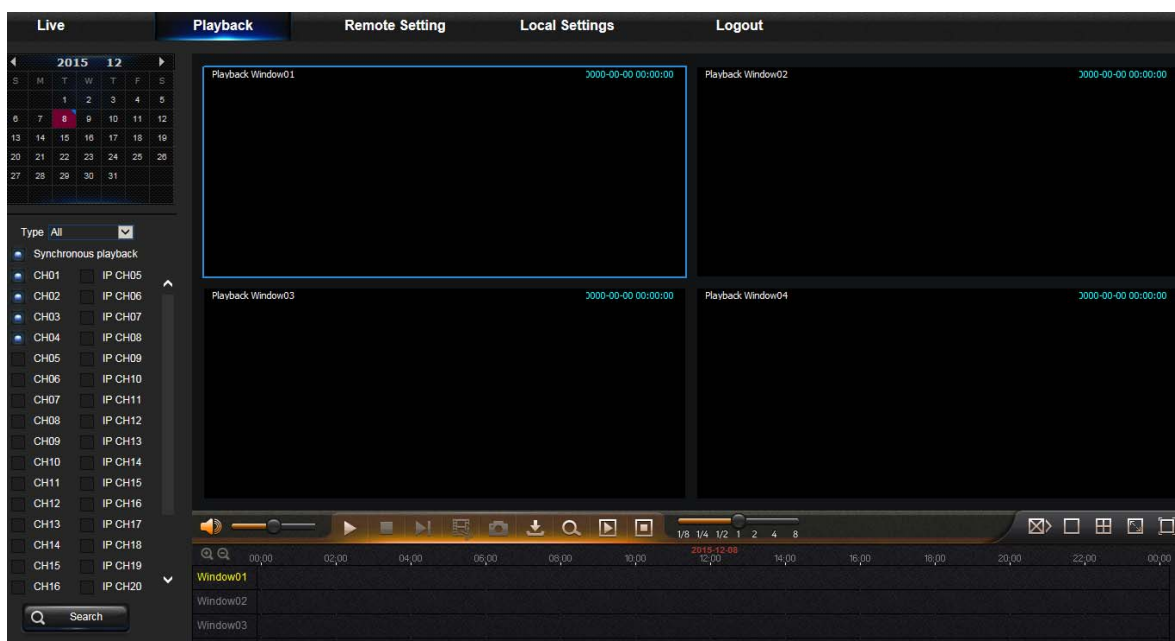 Live Playback Remote Setting Local Settings Logout
2015 12
S M T W T F S
1 2 3 4 5
6 7 8 9 10 11 12
13 14 15 16 17 18 19
20 21 22 23 24 25 26
27 28 29 30 31
Type All
Synchronous playback
CH01 IP CH05
CH02 IP CH06
CH03 IP CH07
CH04 IP CH08
CH05 IP CH09
CH06 IP CH10
CH07 IP CH11
CH08 IP CH12
CH09 IP CH13
CH10 IP CH14
CH11 IP CH15
CH12 IP CH16
CH13 IP CH17
CH14 IP CH18
CH15 IP CH19
CH16 IP CH20
Search
Playback Window01 0000-00-00 00:00:00
Playback Window02 0000-00-00 00:00:00
Playback Window03 0000-00-00 00:00:00
Playback Window04 0000-00-00 00:00:00
1/8 1/4 1/2 1 2 4 8
2015-12-08
00:00 02:00 04:00 06:00 08:00 10:00 12:00 14:00 16:00 18:00 20:00 22:00 00:00
Window01
Window02
Window03